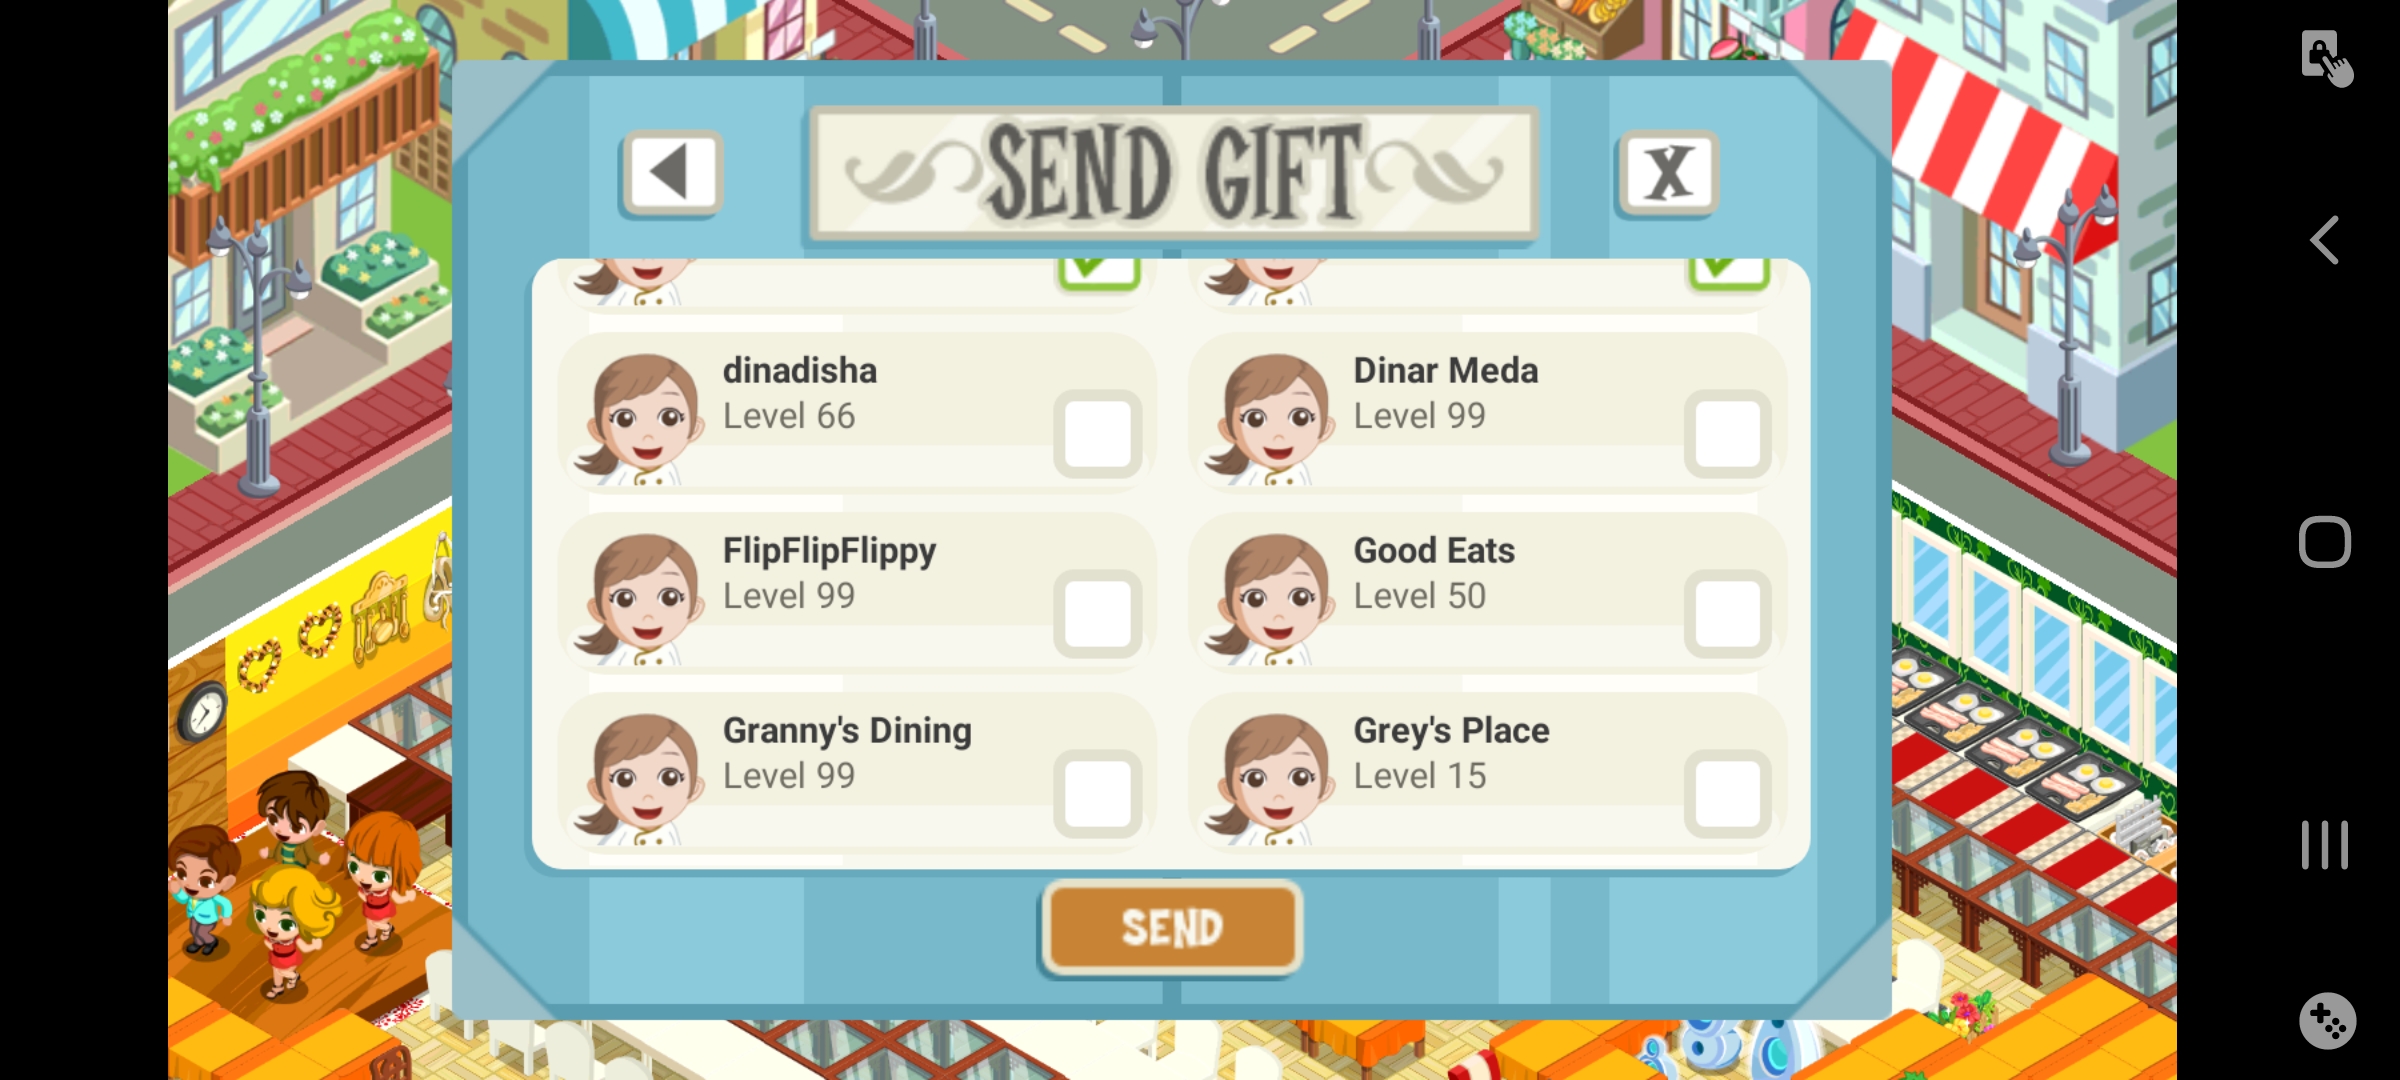 SEND GIFT
X
dinadisha
Level 66
Dinar Meda
Level 99
FlipFlipFlippy
Level 99
Good Eats
Level 50
Granny's Dining
Level 99
Grey's Place
Level 15
SEND